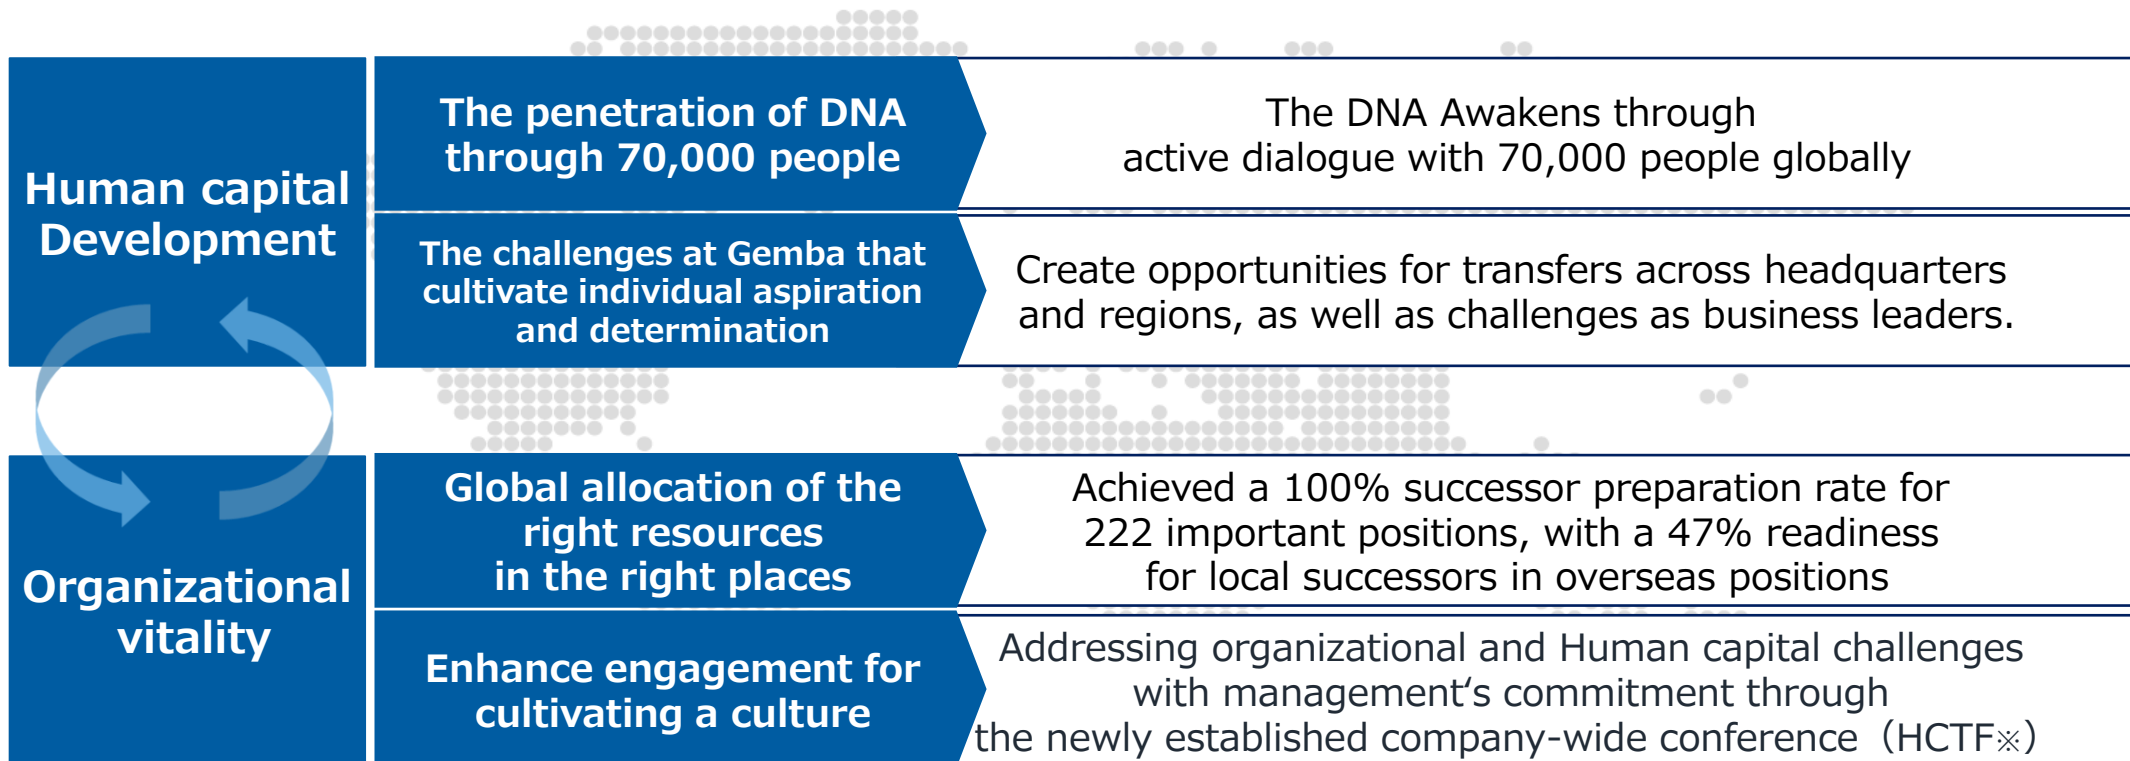 Human capital
Development
The penetration of DNA
through 70,000 people
The DNA Awakens through
active dialogue with 70,000 people globally
The challenges at Gemba that
cultivate individual aspiration
and determination
Create opportunities for transfers across headquarters
and regions, as well as challenges as business leaders.
Organizational
vitality
Global allocation of the
right resources
in the right places
Achieved a 100% successor preparation rate for
222 important positions, with a 47% readiness
for local successors in overseas positions
Enhance engagement for
cultivating a culture
Addressing organizational and Human capital challenges
with management‘s commitment through
the newly established company-wide conference（HCTF※）